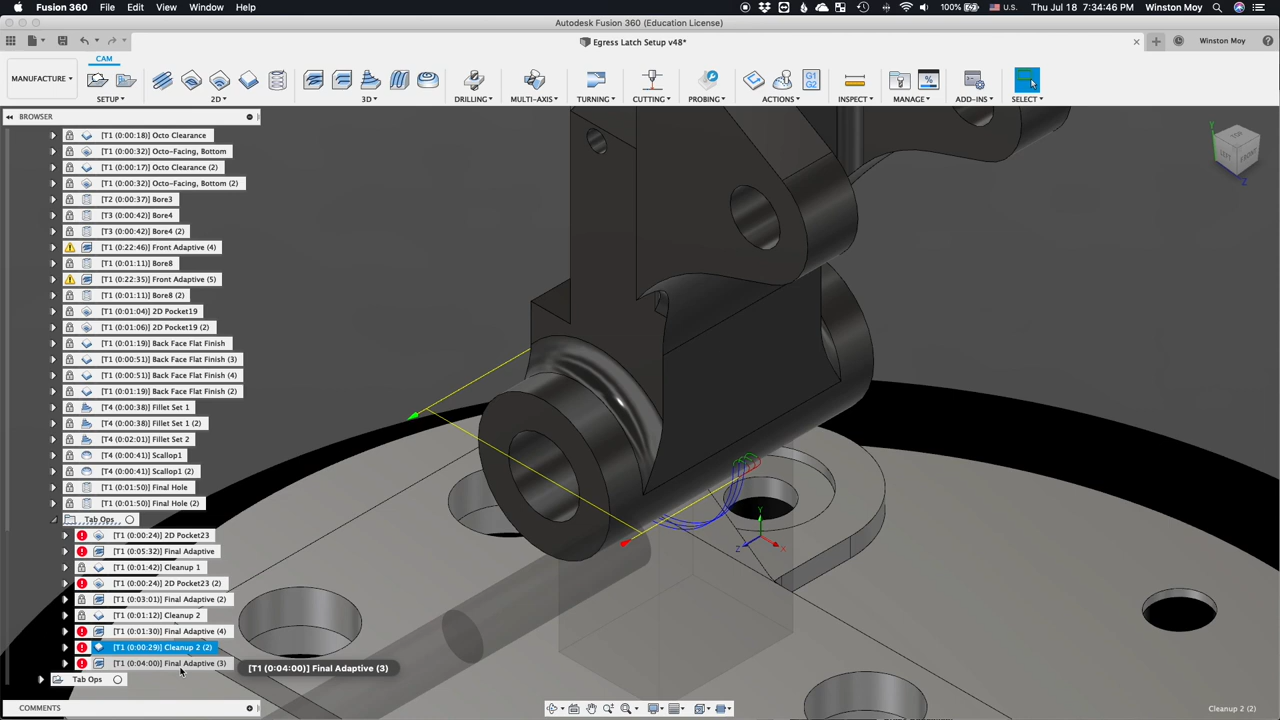 Fusion 360 File Edit View Window Help
100% Thu Jul 18 7:34:46 PM Winston Moy
U.S.
Autodesk Fusion 360 (Education License)
Egress Latch Setup v48*
Winston Moy
CAM
MANUFACTURE
G1
G2
SETUP 2D 3D DRILLING MULTI-AXIS TURNING CUTTING PROBING ACTIONS INSPECT MANAGE ADD-INS SELECT
BROWSER
[T1 (0:00:18)] Octo Clearance
[T1 (0:00:32)] Octo-Facing, Bottom
[T1 (0:00:17)] Octo Clearance (2)
[T1 (0:00:32)] Octo-Facing, Bottom (2)
[T2 (0:00:37)] Bore3
[T3 (0:00:42)] Bore4
[T3 (0:00:42)] Bore4 (2)
[T1 (0:22:46)] Front Adaptive (4)
[T1 (0:01:11)] Bore8
[T1 (0:22:35)] Front Adaptive (5)
[T1 (0:01:11)] Bore8 (2)
[T1 (0:01:04)] 2D Pocket19
[T1 (0:01:06)] 2D Pocket19 (2)
[T1 (0:01:19)] Back Face Flat Finish
[T1 (0:00:51)] Back Face Flat Finish (3)
[T1 (0:00:51)] Back Face Flat Finish (4)
[T1 (0:01:19)] Back Face Flat Finish (2)
[T4 (0:00:38)] Fillet Set 1
[T4 (0:00:38)] Fillet Set 1 (2)
[T4 (0:02:01)] Fillet Set 2
[T4 (0:00:41)] Scallop1
[T4 (0:00:41)] Scallop1 (2)
[T1 (0:01:50)] Final Hole
[T1 (0:01:50)] Final Hole (2)
Tab Ops
[T1 (0:00:24)] 2D Pocket23
[T1 (0:05:32)] Final Adaptive
[T1 (0:01:42)] Cleanup 1
[T1 (0:00:24)] 2D Pocket23 (2)
[T1 (0:03:01)] Final Adaptive (2)
[T1 (0:01:12)] Cleanup 2
[T1 (0:01:30)] Final Adaptive (4)
[T1 (0:00:29)] Cleanup 2 (2)
[T1 (0:04:00)] Final Adaptive (3)
[T1 (0:04:00)] Final Adaptive (3)
Tab Ops
Y
TOP
LEFT FRONT
Z
Y
Z X
COMMENTS
Cleanup 2 (2)